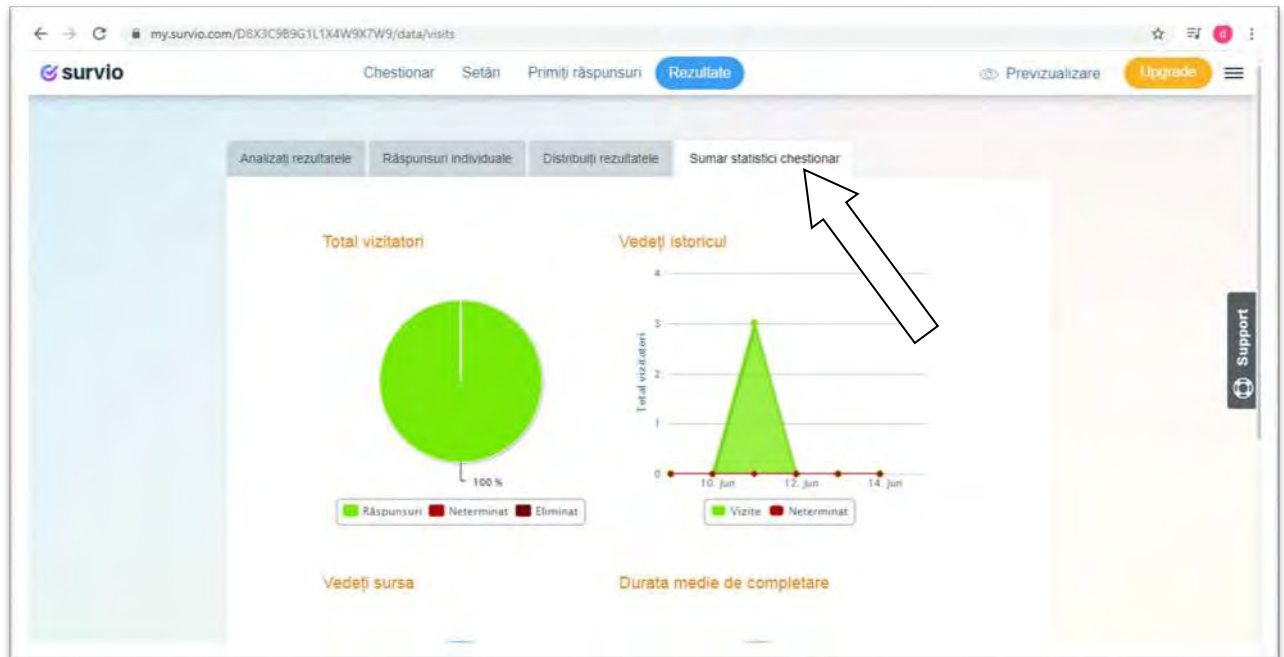 my.survio.com/D8X3C9B9G1L1X4W9X7W9/data/visits
survio Chestionar Setări Primiți răspunsuri Rezultate Previzualizare Upgrade
Analizați rezultatele Răspunsuri individuale Distribuiți rezultatele Sumar statistici chestionar
Total vizitatori
100 %
Răspunsuri Neterminat Eliminat
Vedeți istoricul
Total vizitatori
4
3
2
1
0
10. Jun 12. Jun 14. Jun
Vizite Neterminat
Vedeți sursa
Durata medie de completare
Support
d